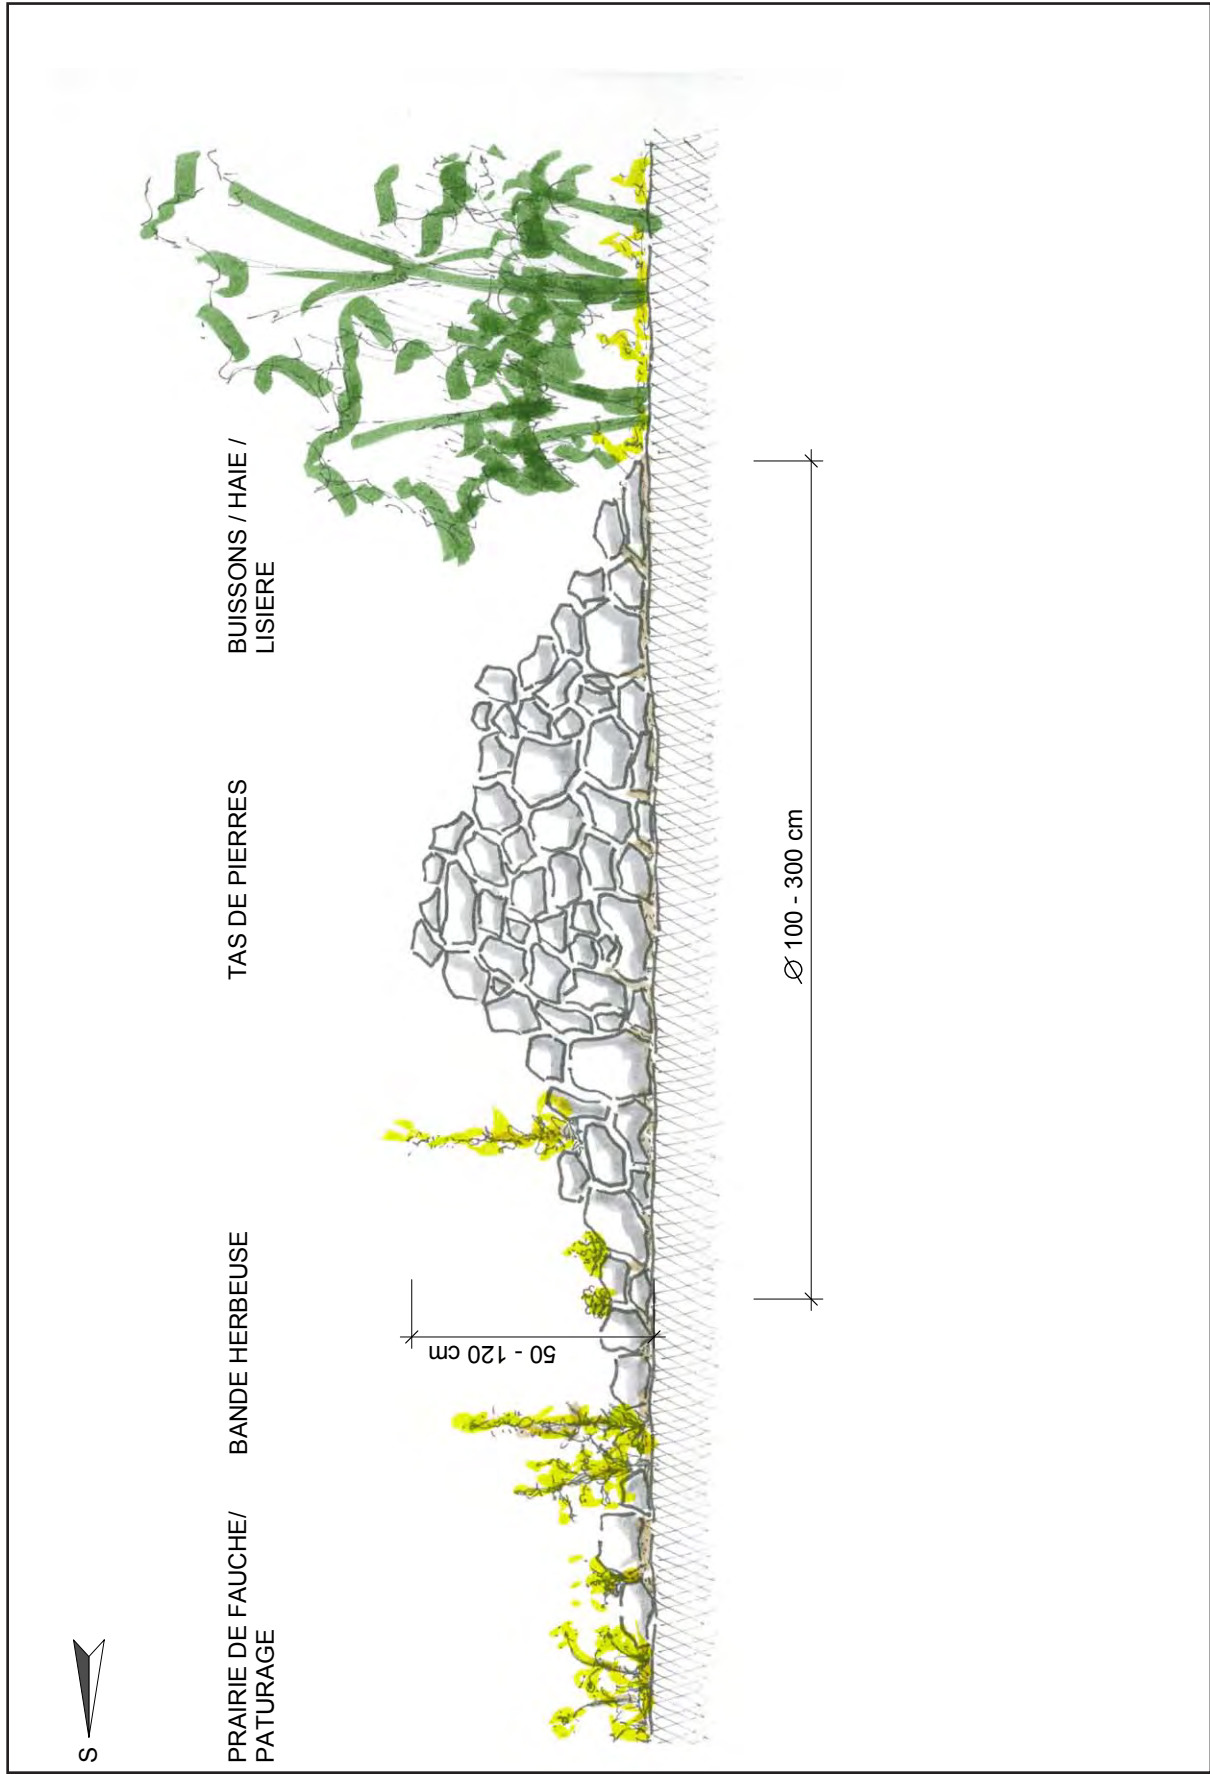 S
PRAIRIE DE FAUCHE/
PATURAGE
BANDE HERBEUSE
TAS DE PIERRES
BUISSONS / HAIE /
LISIERE
50 - 120 cm
Ø 100 - 300 cm